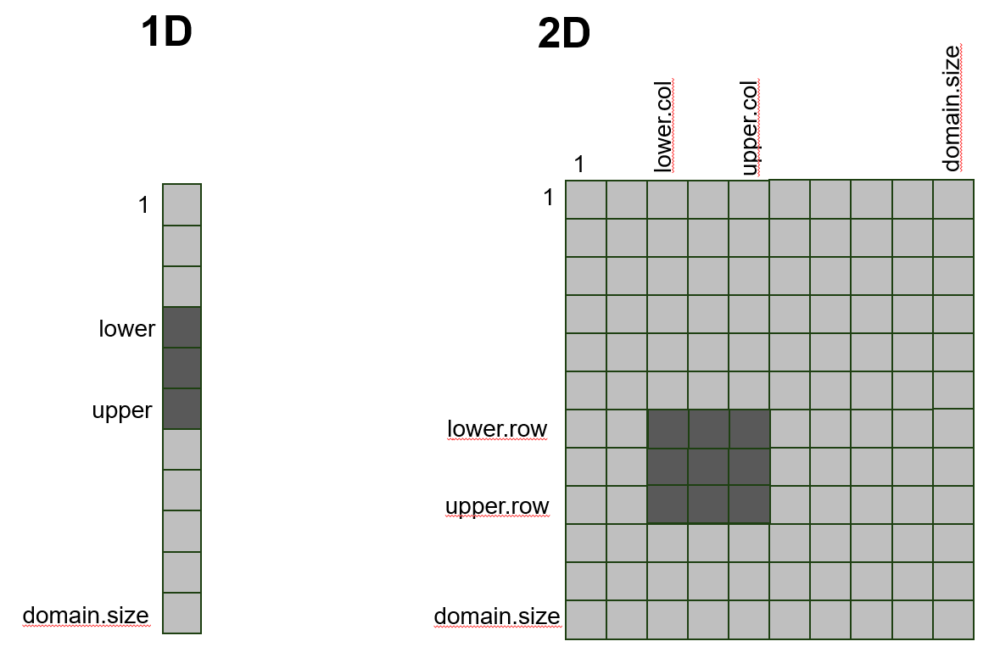 1D
1
lower
upper
domain.size
2D
lower.col
upper.col
domain.size
1
1
lower.row
upper.row
domain.size